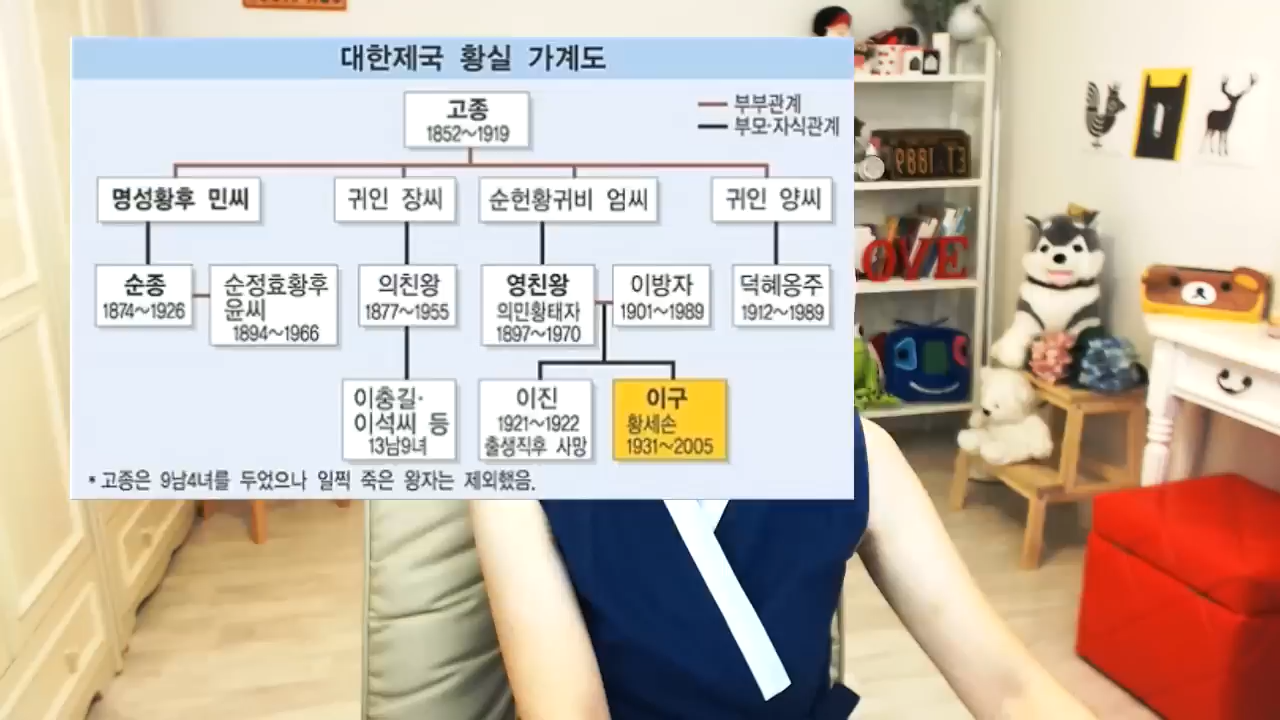 대한제국 황실 가계도
고종
1852~1919
부부관계
부모·자식관계
명성황후 민씨
귀인 장씨
순헌황귀비 엄씨
귀인 양씨
순종
1874~1926
순정효황후
윤씨
1894~1966
의친왕
1877~1955
영친왕
의민황태자
1897~1970
이방자
1901~1989
덕혜옹주
1912~1989
이충길·
이석씨 등
13남9녀
이진
1921~1922
출생직후 사망
이구
황세손
1931~2005
* 고종은 9남4녀를 두었으나 일찍 죽은 왕자는 제외했음.
OVE